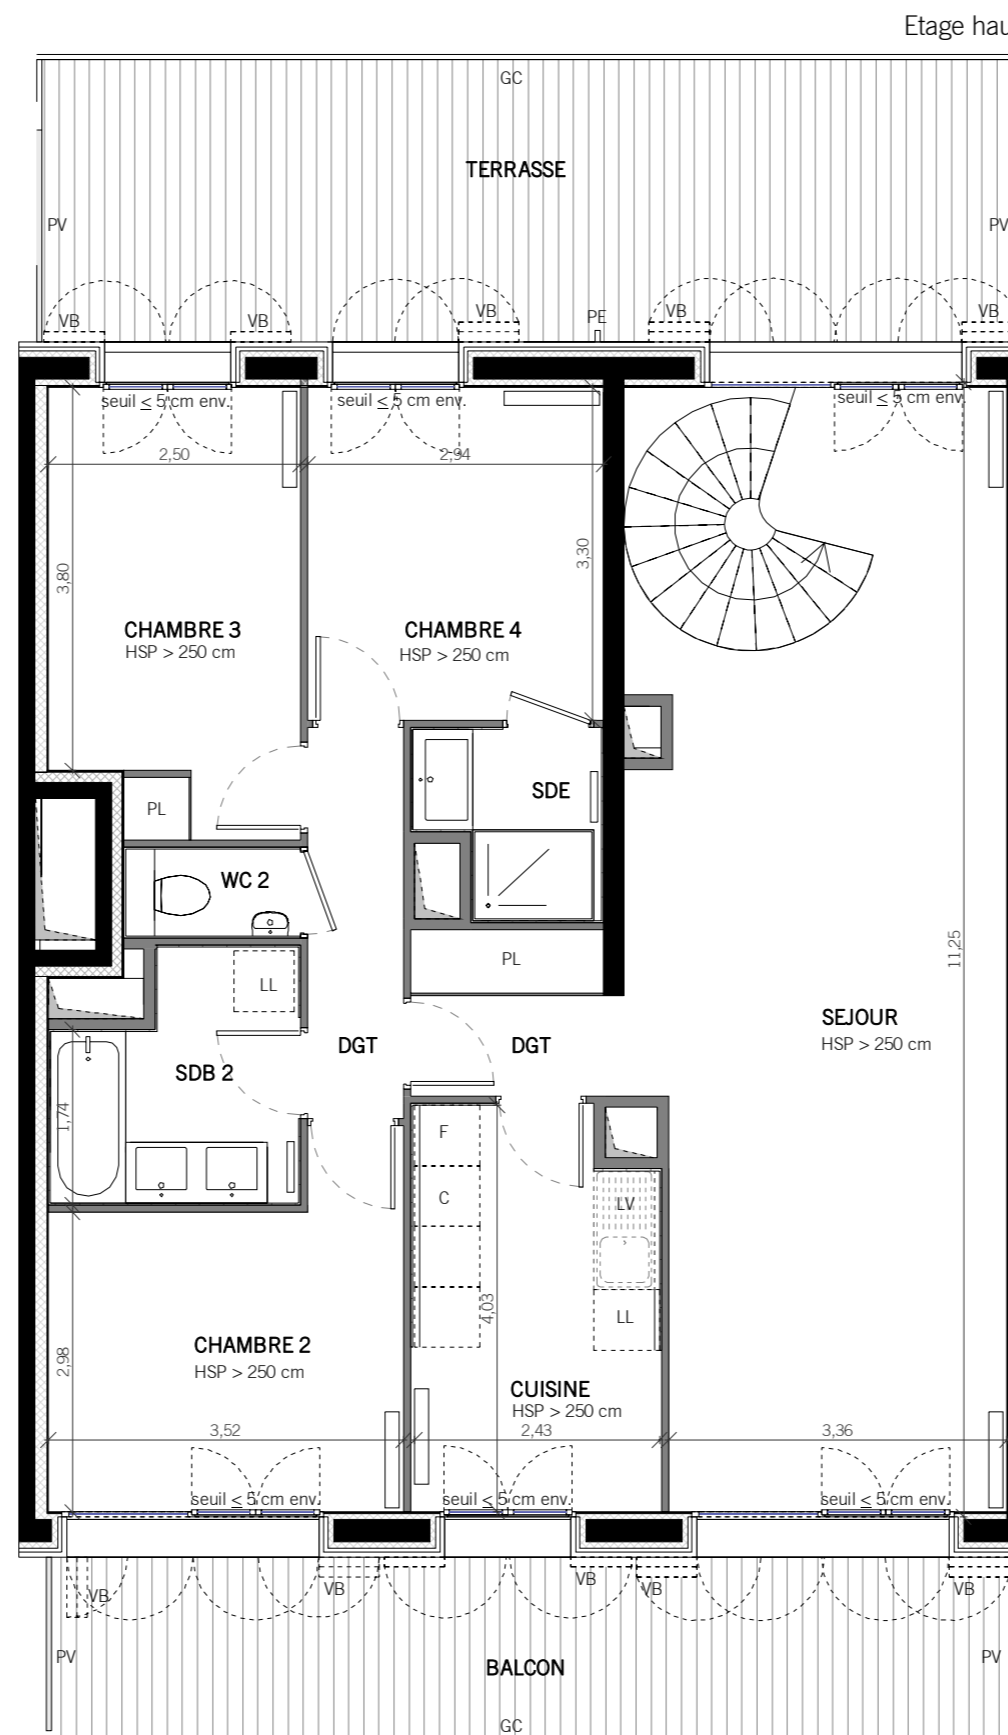 Etage hau
GC
TERRASSE
PV
PV
VB
VB
VB
PE
VB
VB
seuil ≤ 5 cm env.
seuil ≤ 5 cm env.
seuil ≤ 5 cm env.
2,50
2,94
3,80
3,30
CHAMBRE 3
HSP > 250 cm
CHAMBRE 4
HSP > 250 cm
SDE
PL
WC 2
PL
11,25
LL
SEJOUR
HSP > 250 cm
DGT
DGT
SDB 2
1,74
F
C
LV
4,03
LL
CHAMBRE 2
HSP > 250 cm
2,98
CUISINE
HSP > 250 cm
3,52
2,43
3,36
seuil ≤ 5 cm env.
seuil ≤ 5 cm env.
seuil ≤ 5 cm env.
VB
VB
VB
VB
VB
PV
BALCON
PV
GC